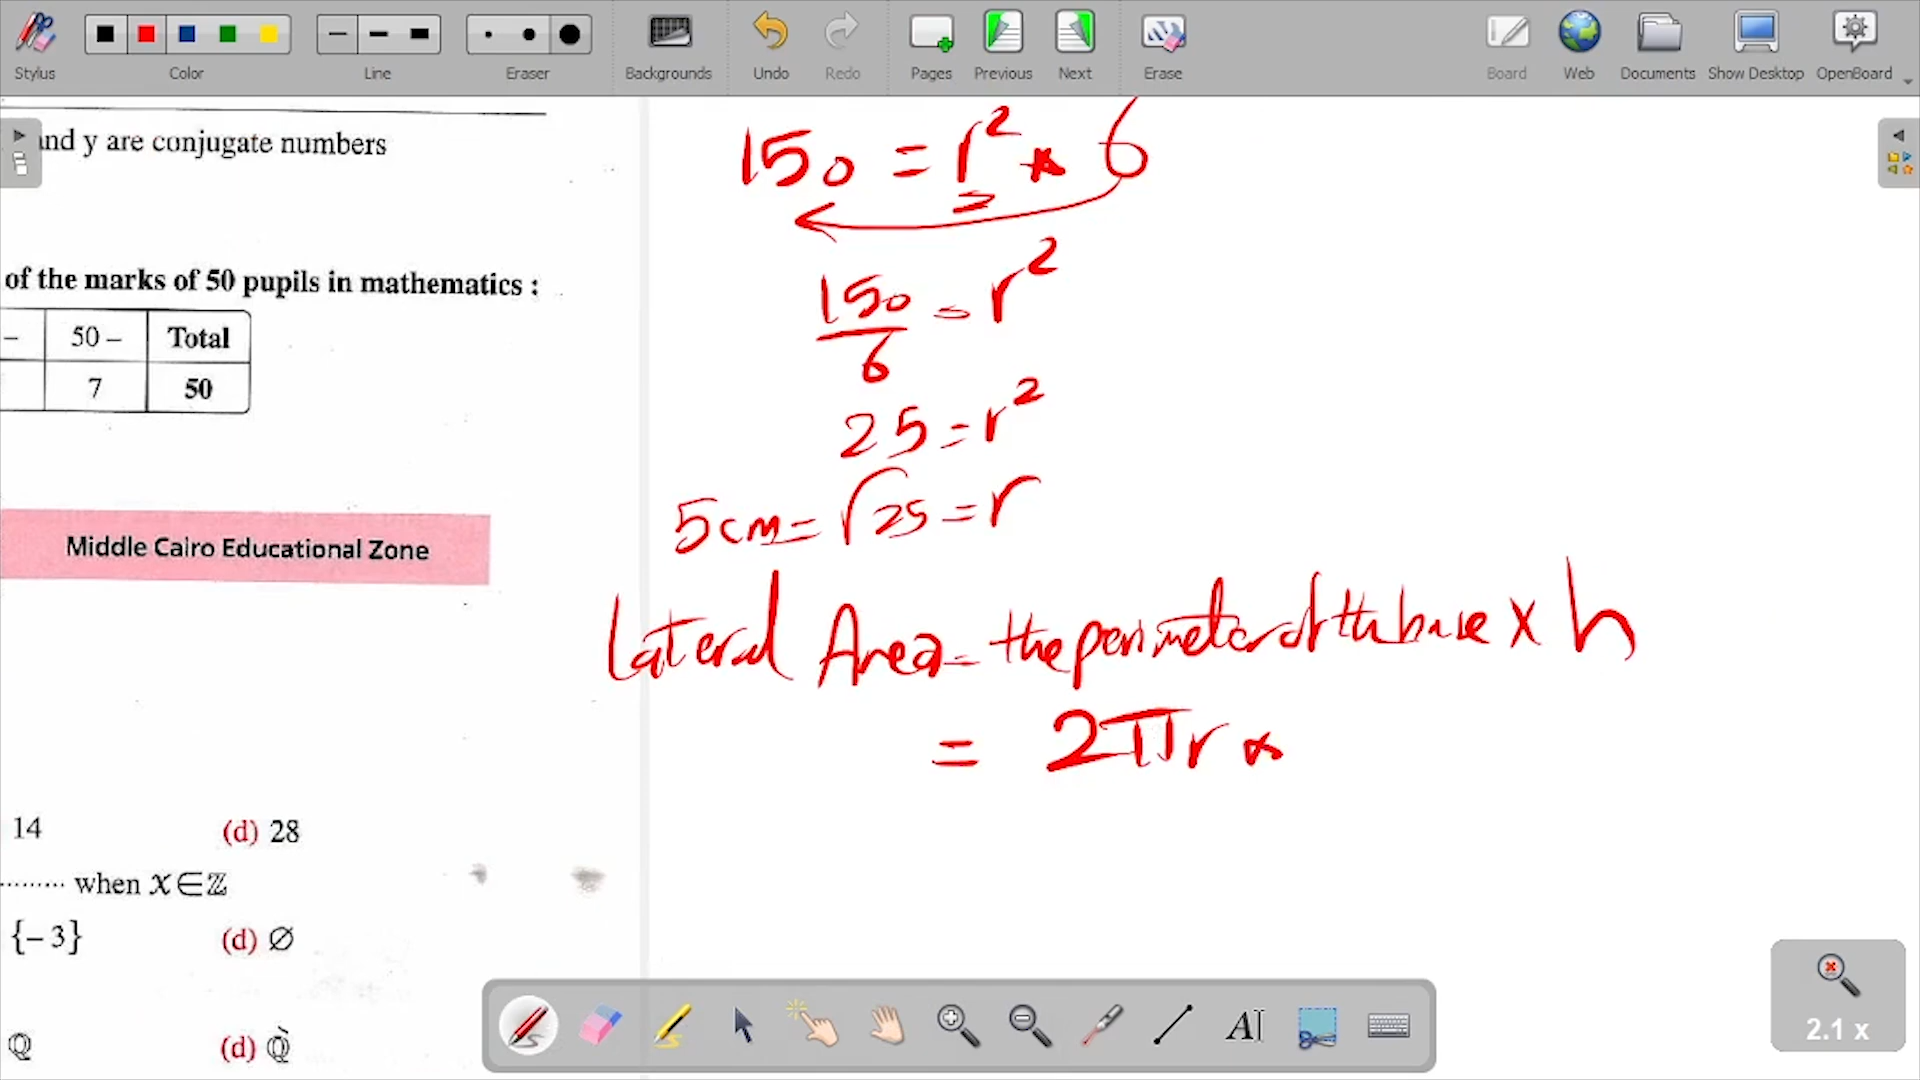 Stylus
Color
Line
Eraser
Backgrounds
Undo
Redo
Pages
Previous
Next
Erase
Board
Web
Documents
Show Desktop
OpenBoard
and y are conjugate numbers
of the marks of 50 pupils in mathematics :
– 50 – Total
7 50
Middle Cairo Educational Zone
14 (d) 28
......... when x∈ℤ
{– 3} (d) ∅
ℚ (d) ℚ̀
150 = r² × 6
150/6 = r²
25 = r²
5cm = √25 = r
Lateral Area = the perimeter of the base × h
= 2πr ×
2.1 x